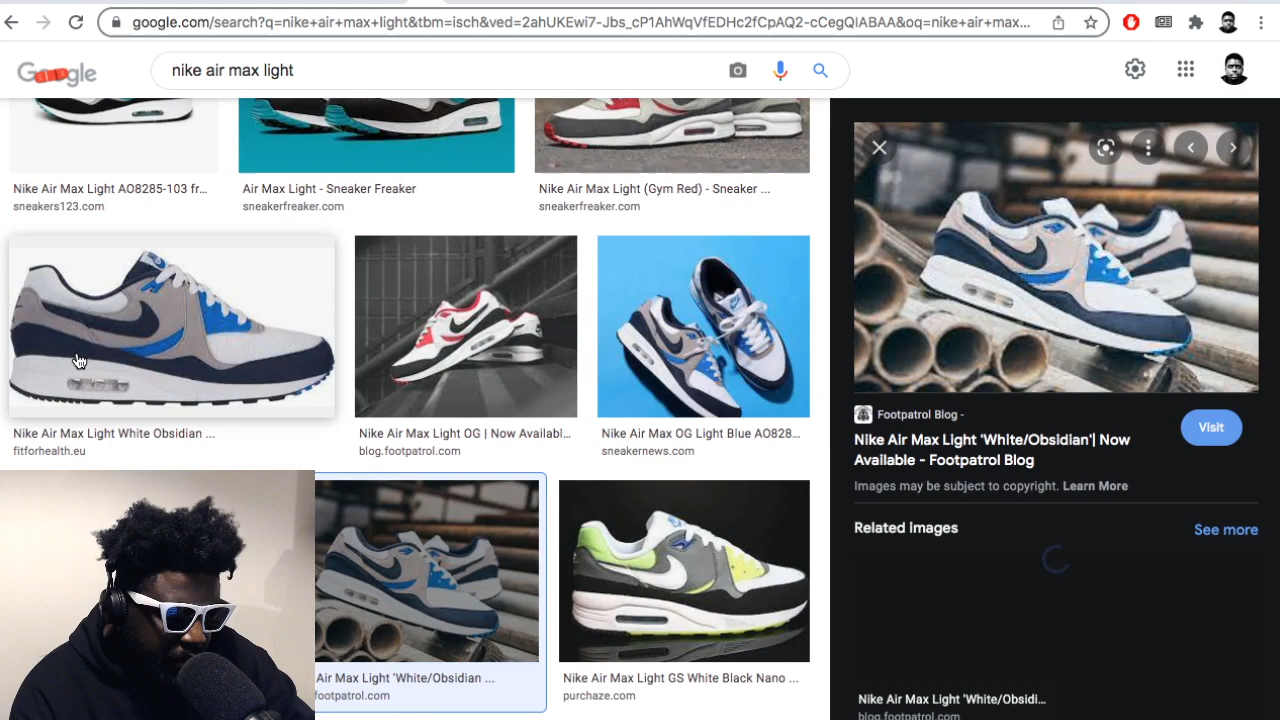 google.com/search?q=nike+air+max+light&tbm=isch&ved=2ahUKEwi7-Jbs_cP1AhWqVfEDHc2fCpAQ2-cCegQIABAA&oq=nike+air+max...
Google
nike air max light
Nike Air Max Light AO8285-103 fr...
sneakers123.com
Air Max Light - Sneaker Freaker
sneakerfreaker.com
Nike Air Max Light (Gym Red) - Sneaker ...
sneakerfreaker.com
Nike Air Max Light White Obsidian ...
fitforhealth.eu
Nike Air Max Light OG | Now Availabl...
blog.footpatrol.com
Nike Air Max OG Light Blue AO828...
sneakernews.com
Air Max Light 'White/Obsidian ...
footpatrol.com
Nike Air Max Light GS White Black Nano ...
purchaze.com
Footpatrol Blog -
Nike Air Max Light 'White/Obsidian'| Now
Available - Footpatrol Blog
Visit
Images may be subject to copyright. Learn More
Related images
See more
Nike Air Max Light 'White/Obsidi...
blog.footpatrol.com